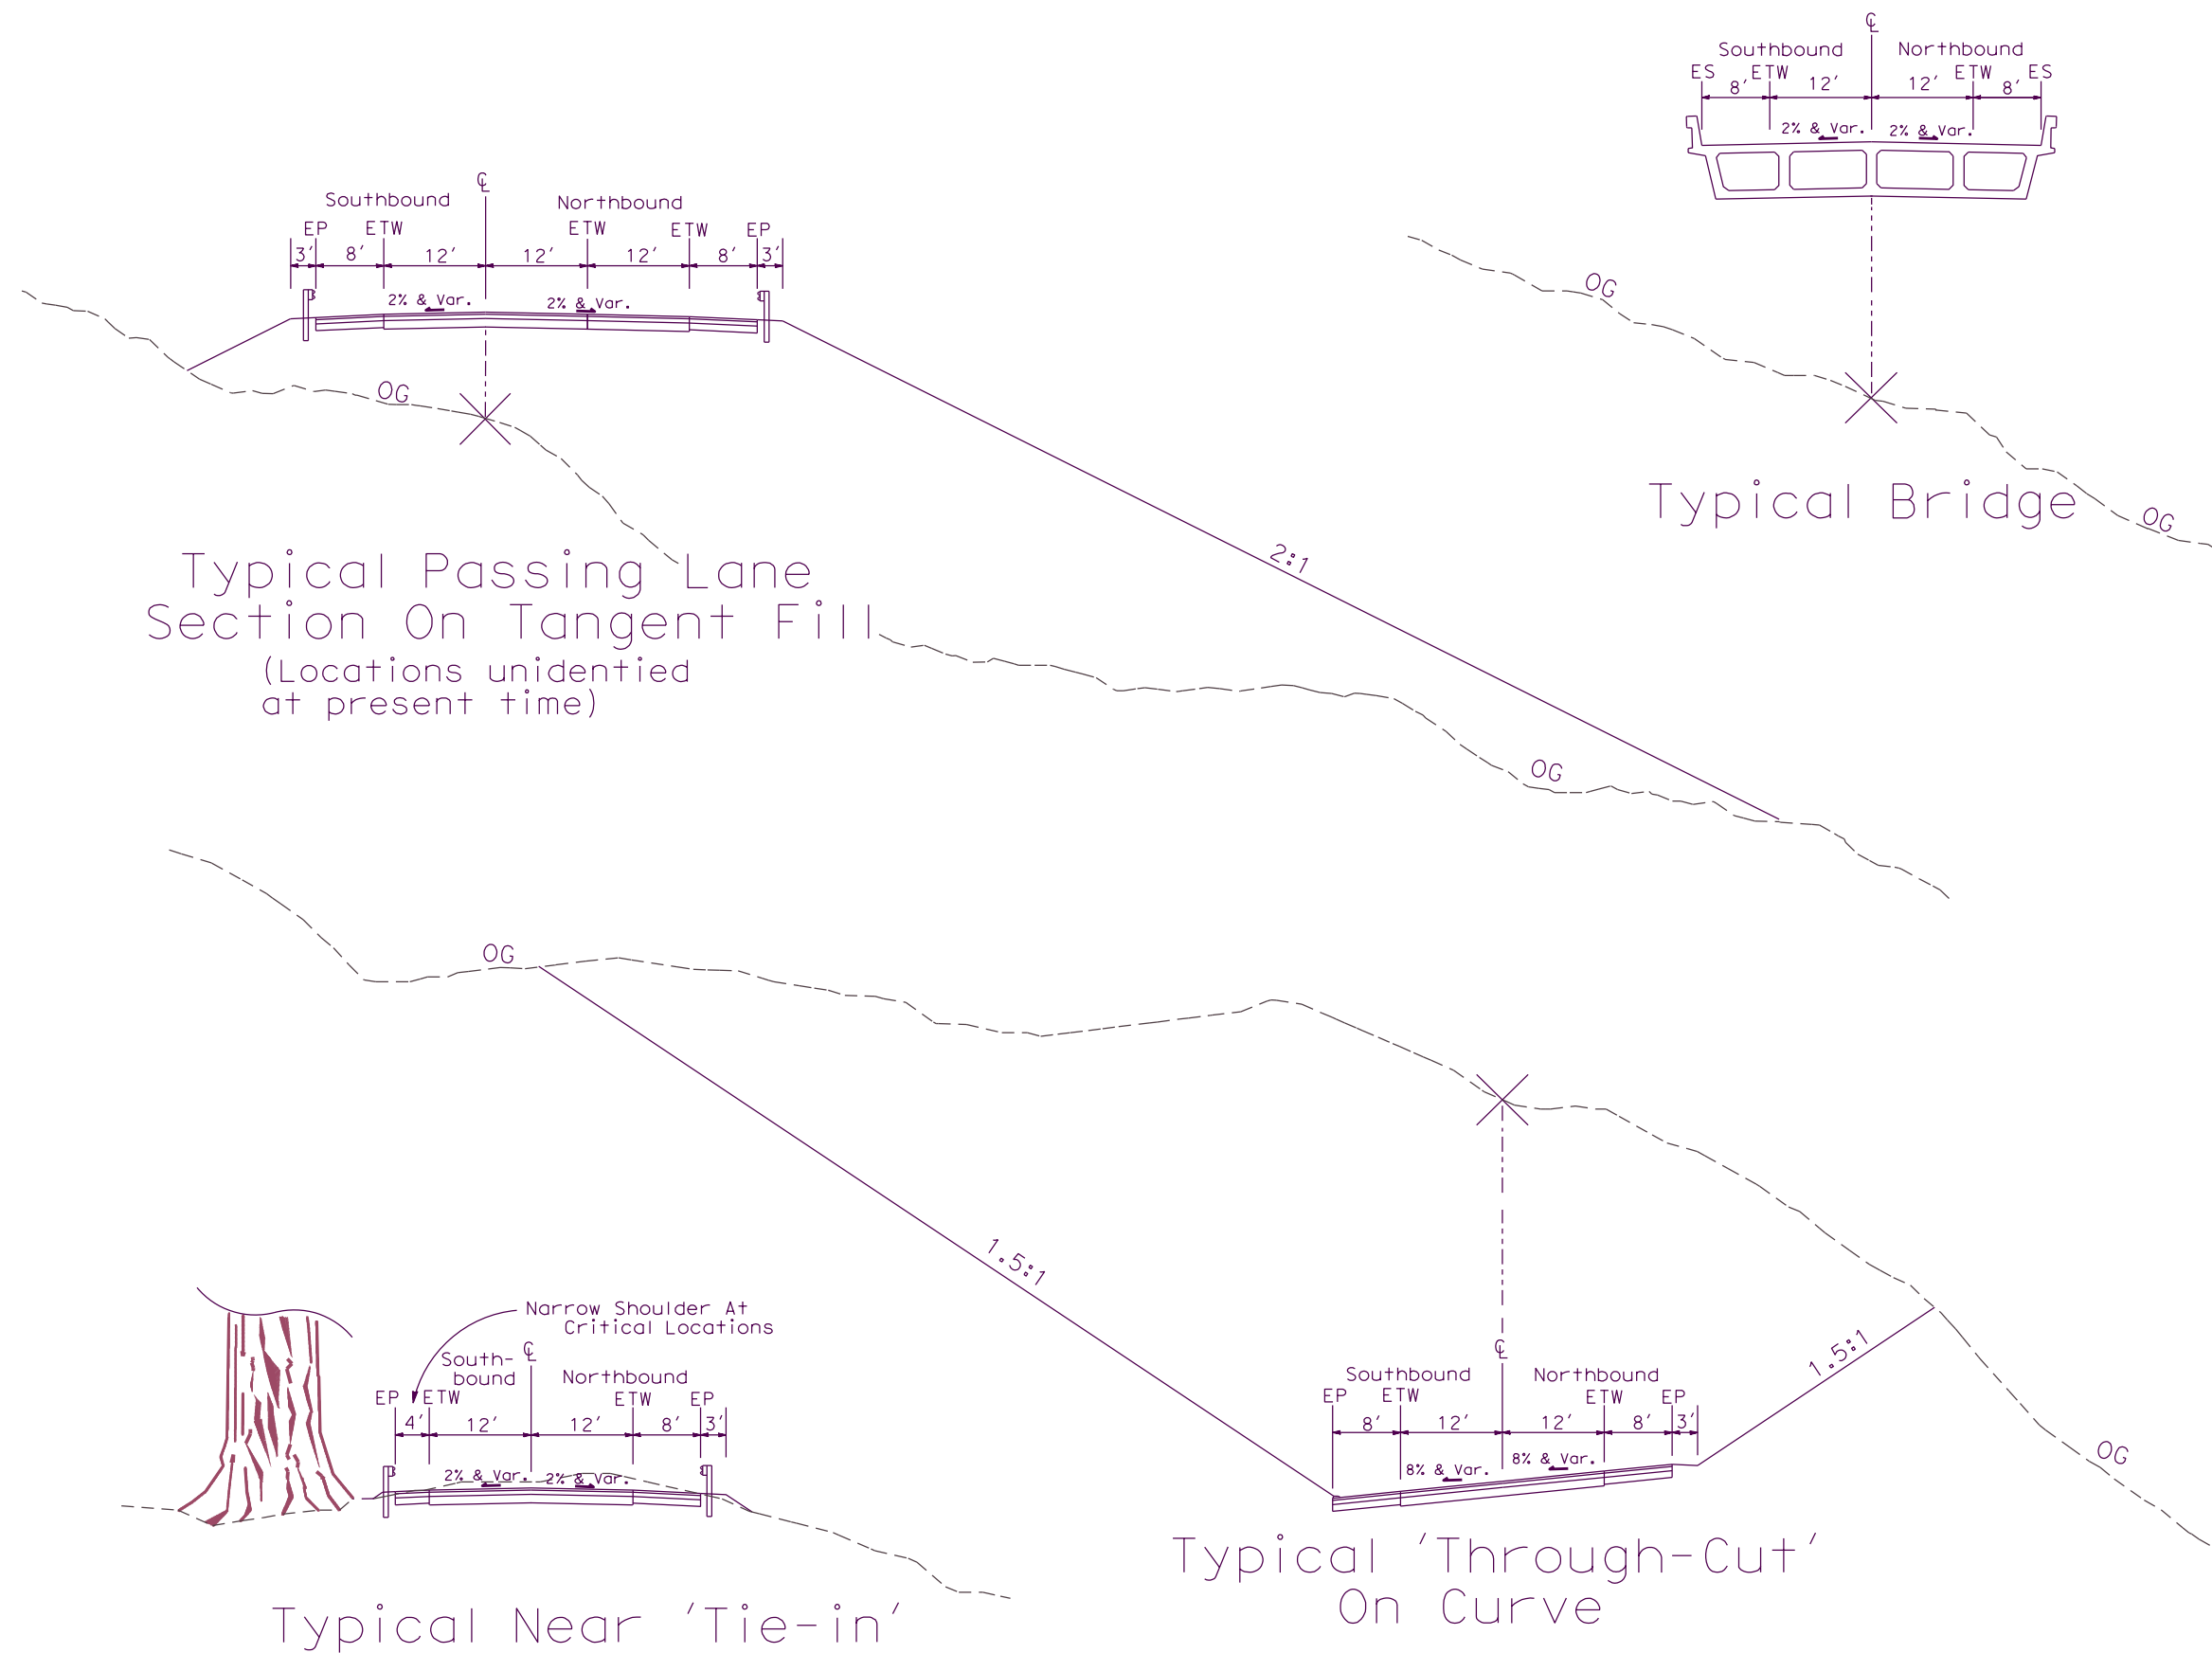 ℄
Southbound Northbound
EP ETW ETW ETW EP
3' 8' 12' 12' 12' 8' 3'
2% & Var. 2% & Var.
OG
2:1
OG
Typical Passing Lane
Section On Tangent Fill
(Locations unidentied
at present time)
℄
Southbound Northbound
ES ETW ETW ES
8' 12' 12' 8'
2% & Var. 2% & Var.
OG
OG
Typical Bridge
Narrow Shoulder At
Critical Locations
℄
South-
bound
Northbound
EP ETW ETW EP
4' 12' 12' 8' 3'
2% & Var. 2% & Var.
Typical Near 'Tie-in'
OG
1.5:1
℄
Southbound Northbound
EP ETW ETW EP
8' 12' 12' 8' 3'
8% & Var. 8% & Var.
1.5:1
OG
Typical 'Through-Cut'
On Curve